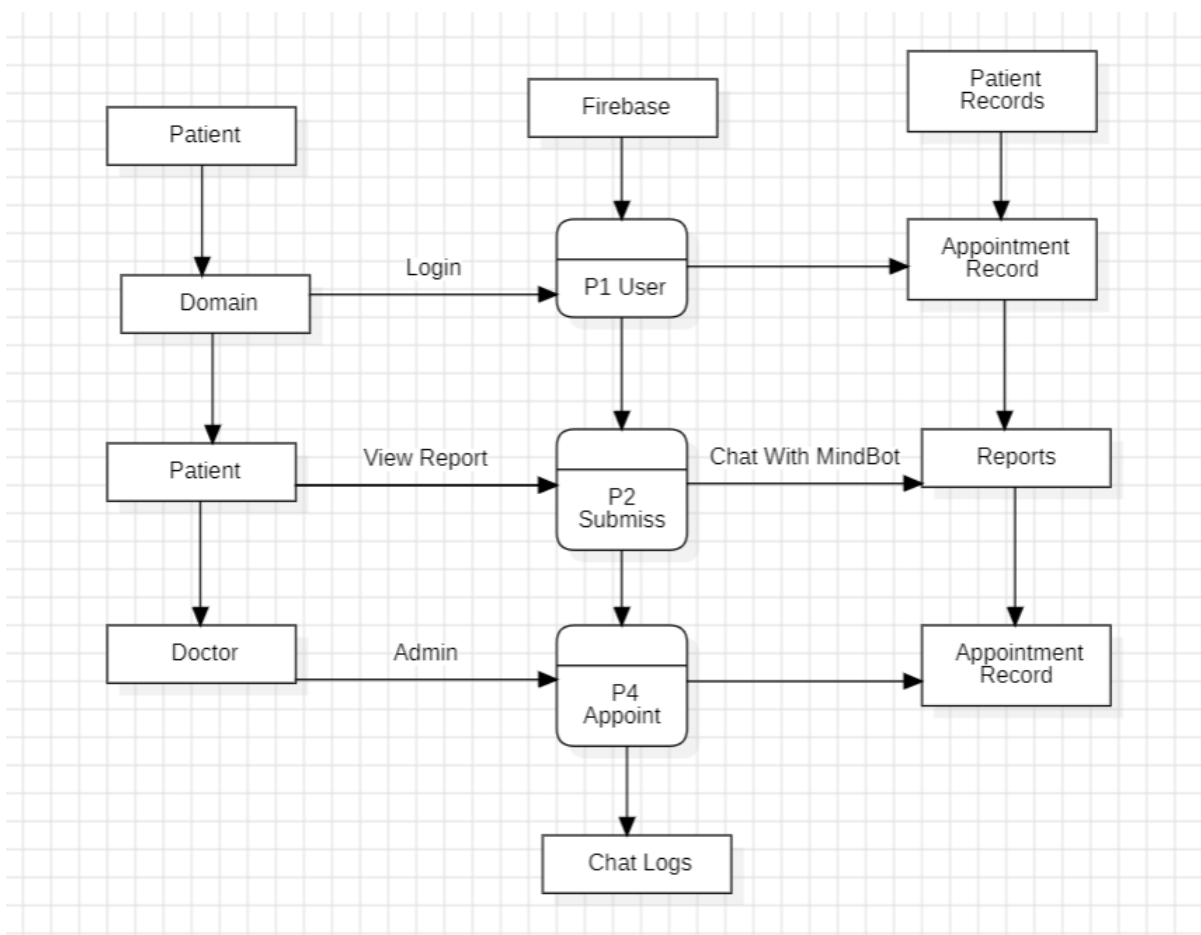 Patient
Records
Firebase
Patient
Appointment
Record
Login
P1 User
Domain
View Report
Chat With MindBot
Reports
Patient
P2
Submiss
Doctor
Admin
Appointment
Record
P4
Appoint
Chat Logs